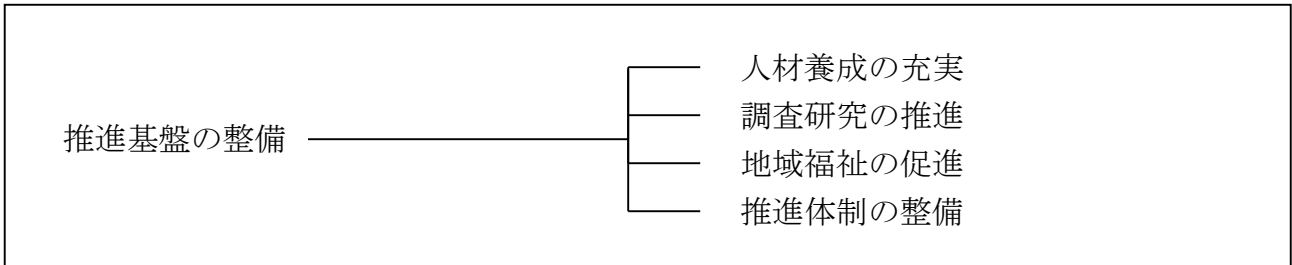 推進基盤の整備
人材養成の充実
調査研究の推進
地域福祉の促進
推進体制の整備